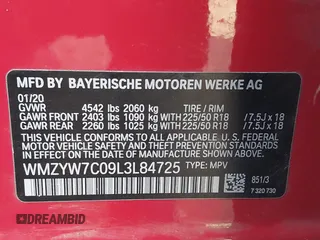 MFD BY BAYERISCHE MOTOREN WERKE AG
01/20
GVWR 4542 lbs 2060 kg TIRE / RIM
GAWR FRONT 2403 lbs 1090 kg WITH 225/50 R18 /7.5J x 18
GAWR REAR 2260 lbs 1025 kg WITH 225/50 R18 /7.5J x 18
THIS VEHICLE CONFORMS TO ALL APPLICABLE U.S. FEDERAL
MOTOR VEHICLE SAFETY, BUMPER, AND THEFT PREVENTION
STANDARDS IN EFFECT ON THE DATE OF MANUFACTURE SHOWN ABOVE.
WMZYW7C09L3L84725 TYPE: MPV
851/3
7 320 730
© DREAMBID